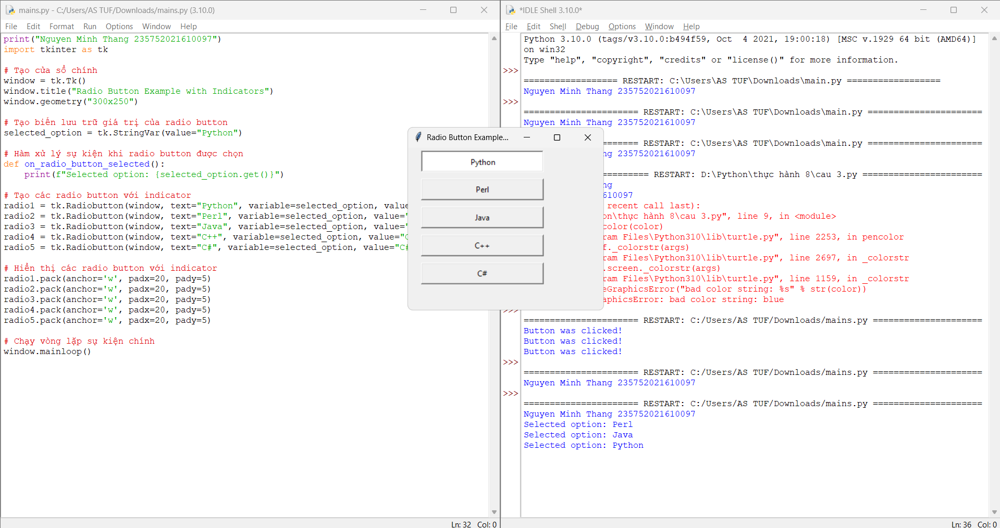 mains.py - C:/Users/AS TUF/Downloads/mains.py (3.10.0)
File Edit Format Run Options Window Help
print("Nguyen Minh Thang 235752021610097")
import tkinter as tk
# Tạo cửa sổ chính
window = tk.Tk()
window.title("Radio Button Example with Indicators")
window.geometry("300x250")
# Tạo biến lưu trữ giá trị của radio button
selected_option = tk.StringVar(value="Python")
# Hàm xử lý sự kiện khi radio button được chọn
def on_radio_button_selected():
    print(f"Selected option: {selected_option.get()}")
# Tạo các radio button với indicator
radio1 = tk.Radiobutton(window, text="Python", variable=selected_option, valu
radio2 = tk.Radiobutton(window, text="Perl", variable=selected_option, value="
radio3 = tk.Radiobutton(window, text="Java", variable=selected_option, value="
radio4 = tk.Radiobutton(window, text="C++", variable=selected_option, value="C
radio5 = tk.Radiobutton(window, text="C#", variable=selected_option, value="C#
# Hiển thị các radio button với indicator
radio1.pack(anchor='w', padx=20, pady=5)
radio2.pack(anchor='w', padx=20, pady=5)
radio3.pack(anchor='w', padx=20, pady=5)
radio4.pack(anchor='w', padx=20, pady=5)
radio5.pack(anchor='w', padx=20, pady=5)
# Chạy vòng lặp sự kiện chính
window.mainloop()
Ln: 32 Col: 0
Radio Button Example...
Python
Perl
Java
C++
C#
*IDLE Shell 3.10.0*
File Edit Shell Debug Options Window Help
Python 3.10.0 (tags/v3.10.0:b494f59, Oct  4 2021, 19:00:18) [MSC v.1929 64 bit (AMD64)]
on win32
Type "help", "copyright", "credits" or "license()" for more information.
>>>
================== RESTART: C:\Users\AS TUF\Downloads\main.py ==================
Nguyen Minh Thang 235752021610097
>>>
====================== RESTART: C:\Users\AS TUF\Downloads\main.py ======================
Nguyen Minh Thang 235752021610097
======= RESTART: C:\Users\AS TUF\Downloads\main.py ======================
ng 235752021610097
========= RESTART: D:\Python\thực hành 8\cau 3.py =======================
ng
610097
recent call last):
on\thực hành 8\cau 3.py", line 9, in <module>
color(color)
ram Files\Python310\lib\turtle.py", line 2253, in pencolor
f._colorstr(args)
ram Files\Python310\lib\turtle.py", line 2697, in _colorstr
.screen._colorstr(args)
ram Files\Python310\lib\turtle.py", line 1159, in _colorstr
eGraphicsError("bad color string: %s" % str(color))
aphicsError: bad color string: blue
>>>
====================== RESTART: C:/Users/AS TUF/Downloads/mains.py =====================
Button was clicked!
Button was clicked!
Button was clicked!
>>>
====================== RESTART: C:/Users/AS TUF/Downloads/mains.py =====================
Nguyen Minh Thang 235752021610097
>>>
====================== RESTART: C:/Users/AS TUF/Downloads/mains.py =====================
Nguyen Minh Thang 235752021610097
Selected option: Perl
Selected option: Java
Selected option: Python
Ln: 36 Col: 0